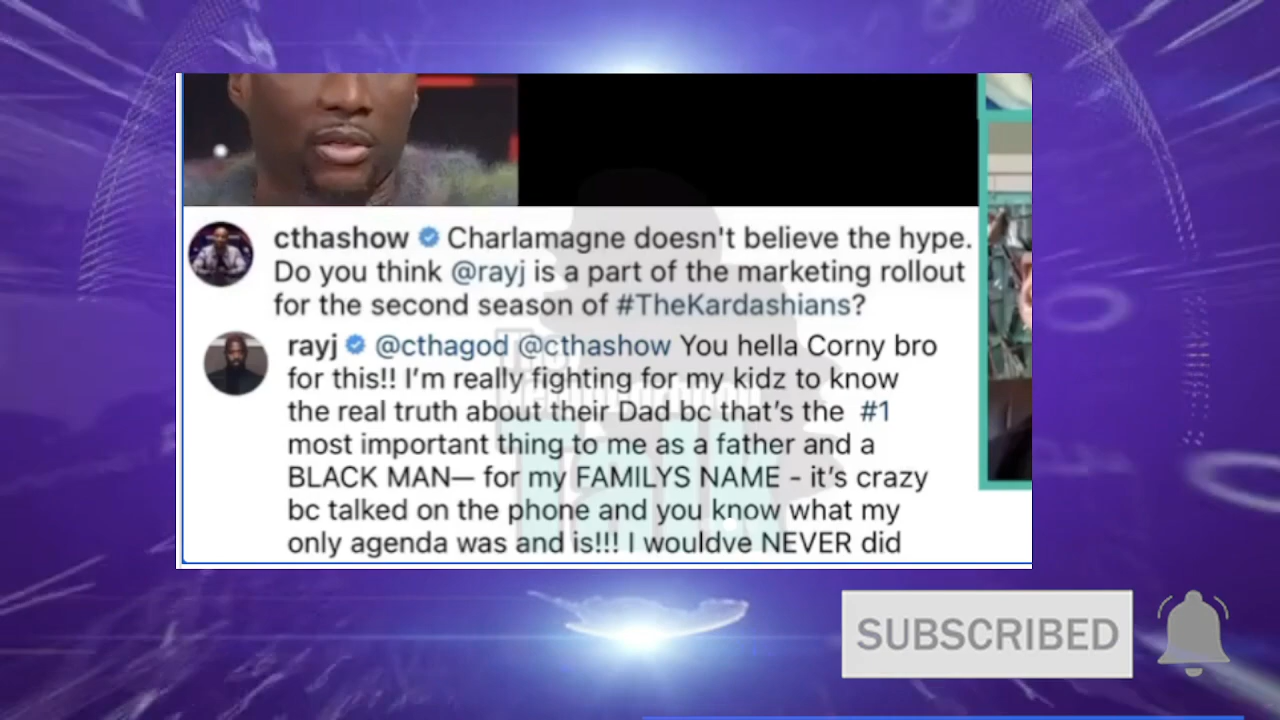 cthashow Charlamagne doesn't believe the hype.
Do you think @rayj is a part of the marketing rollout
for the second season of #TheKardashians?
rayj @cthagod @cthashow You hella Corny bro
for this!! I’m really fighting for my kidz to know
the real truth about their Dad bc that’s the #1
most important thing to me as a father and a
BLACK MAN— for my FAMILYS NAME - it’s crazy
bc talked on the phone and you know what my
only agenda was and is!!! I wouldve NEVER did
Talk
SUBSCRIBED